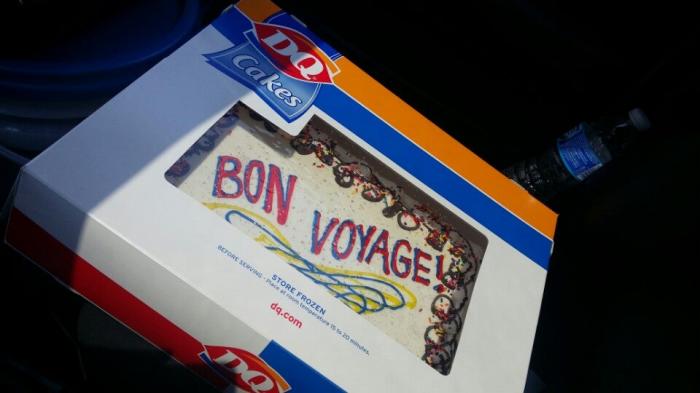 DQ
Cakes
BON VOYAGE!
BEFORE SERVING - Place at room temperature 15 to 20 minutes.
STORE FROZEN
dq.com
DQ